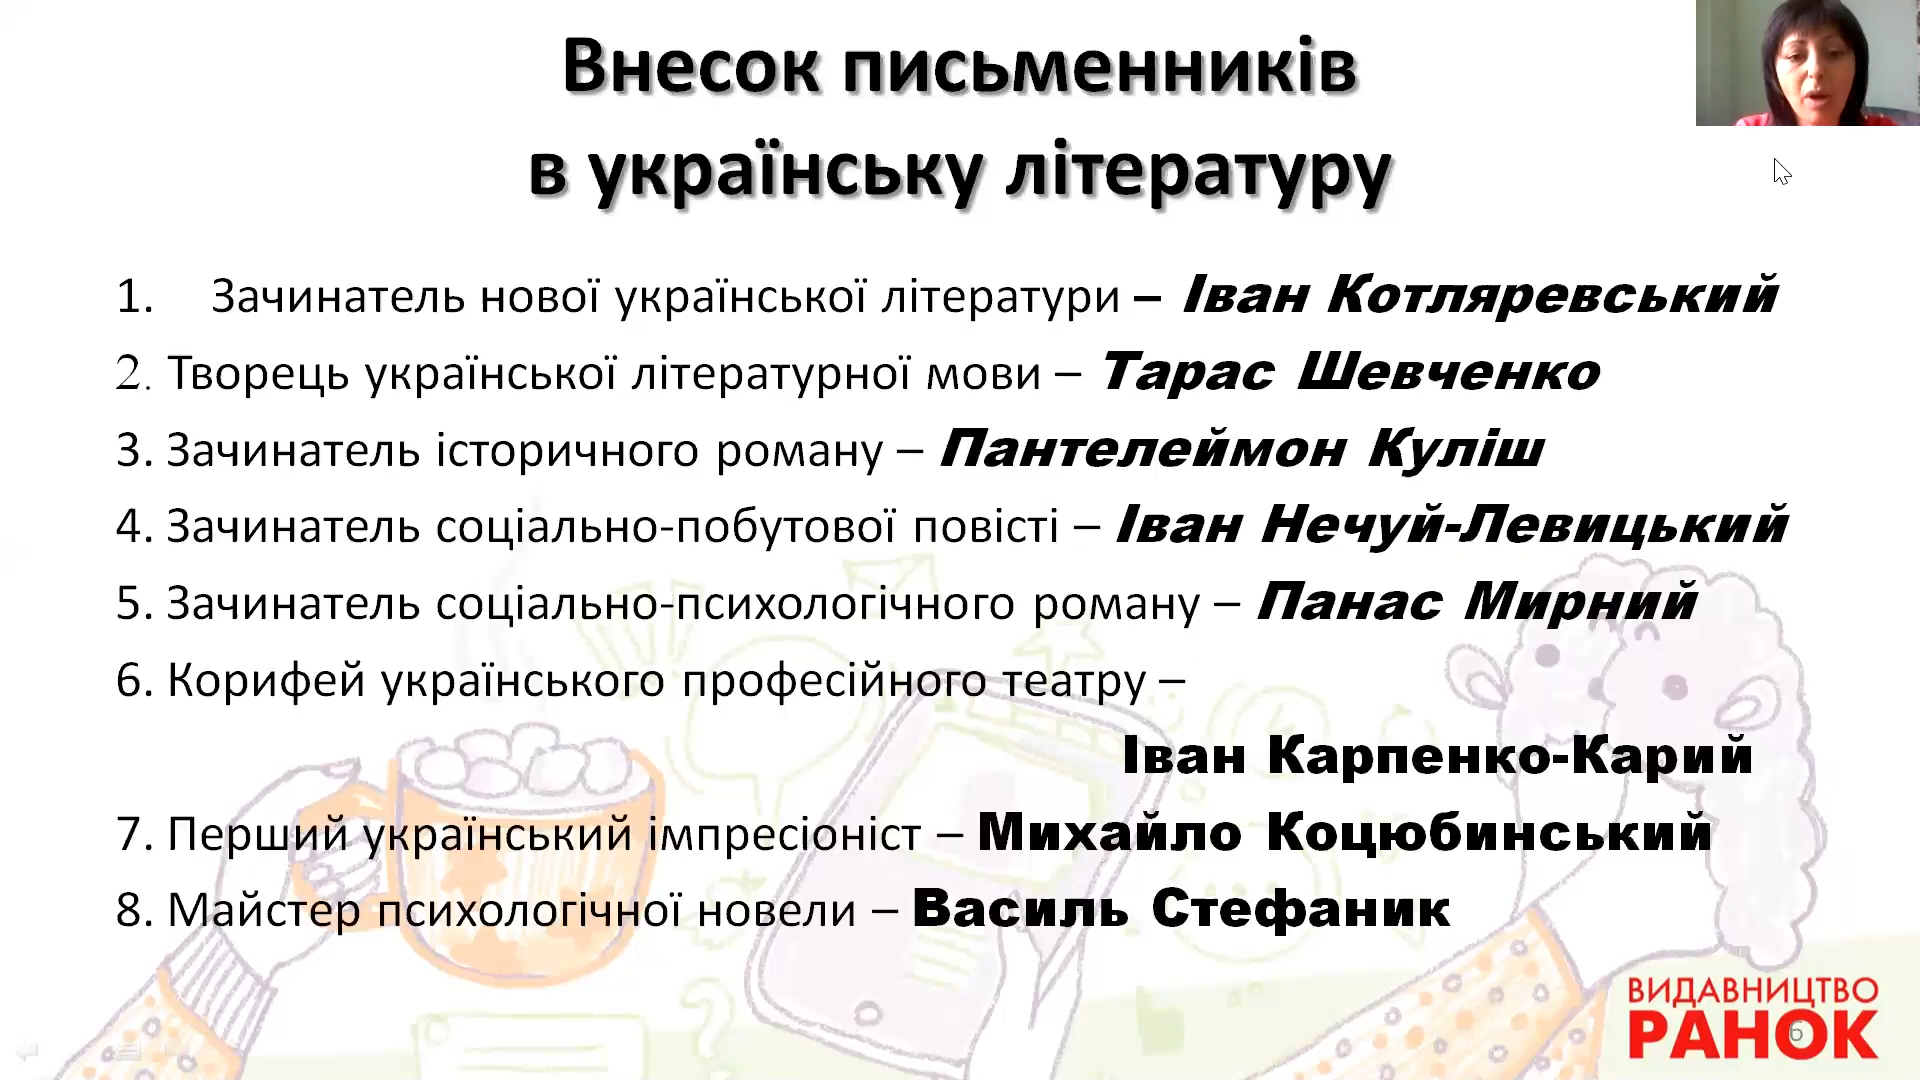 Внесок письменників
в українську літературу
1. Зачинатель нової української літератури – Іван Котляревський
2. Творець української літературної мови – Тарас Шевченко
3. Зачинатель історичного роману – Пантелеймон Куліш
4. Зачинатель соціально-побутової повісті – Іван Нечуй-Левицький
5. Зачинатель соціально-психологічного роману – Панас Мирний
6. Корифей українського професійного театру –
Іван Карпенко-Карий
7. Перший український імпресіоніст – Михайло Коцюбинський
8. Майстер психологічної новели – Василь Стефаник
ВИДАВНИЦТВО
РАНОК
6